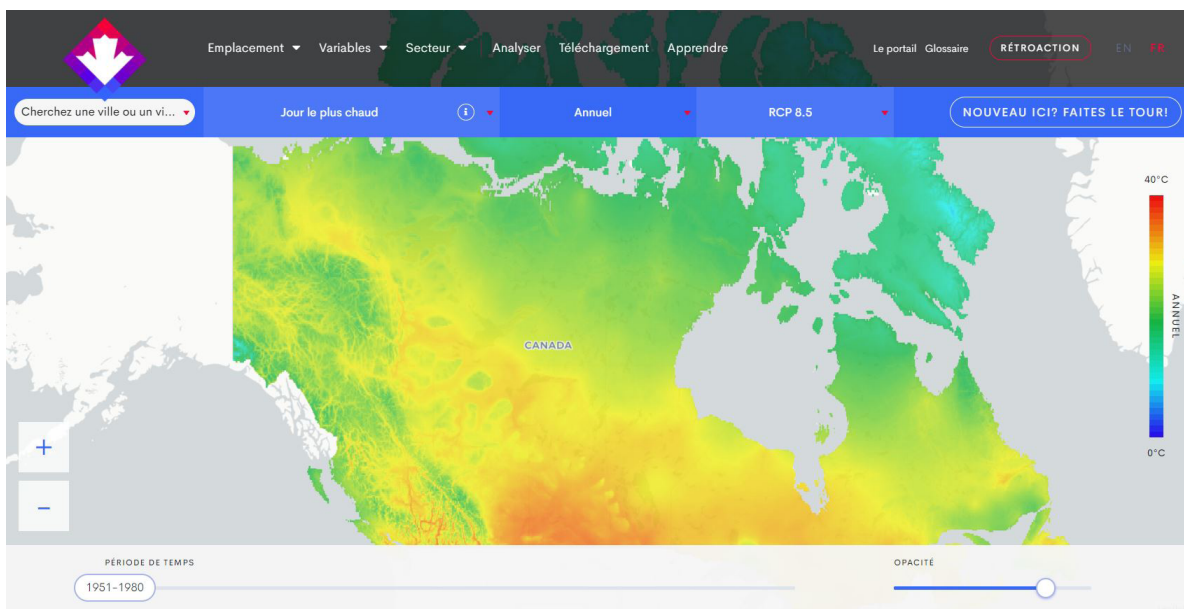 Emplacement Variables Secteur Analyser Téléchargement Apprendre Le portail Glossaire RÉTROACTION EN FR
Cherchez une ville ou un vi... Jour le plus chaud i Annuel RCP 8.5 NOUVEAU ICI? FAITES LE TOUR!
40°C
ANNUEL
CANADA
+
0°C
−
PÉRIODE DE TEMPS OPACITÉ
1951-1980